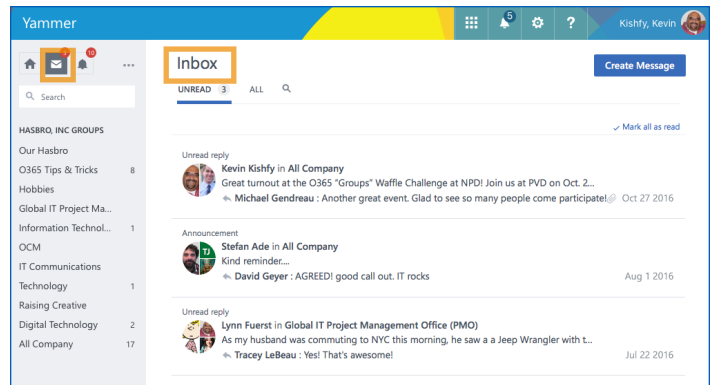 Yammer
5
?
Kishfy, Kevin
10
Inbox
Create Message
UNREAD 3 ALL
Search
Mark all as read
HASBRO, INC GROUPS
Our Hasbro
O365 Tips & Tricks 8
Hobbies
Global IT Project Ma...
Information Technol... 1
OCM
IT Communications
Technology 1
Raising Creative
Digital Technology 2
All Company 17
Unread reply
Kevin Kishfy in All Company
Great turnout at the O365 "Groups" Waffle Challenge at NPD! Join us at PVD on Oct. 2...
Michael Gendreau : Another great event. Glad to see so many people come participate! Oct 27 2016
Announcement
TJ
Stefan Ade in All Company
Kind reminder....
David Geyer : AGREED! good call out. IT rocks Aug 1 2016
Unread reply
Lynn Fuerst in Global IT Project Management Office (PMO)
As my husband was commuting to NYC this morning, he saw a a Jeep Wrangler with t...
Tracey LeBeau : Yes! That's awesome! Jul 22 2016